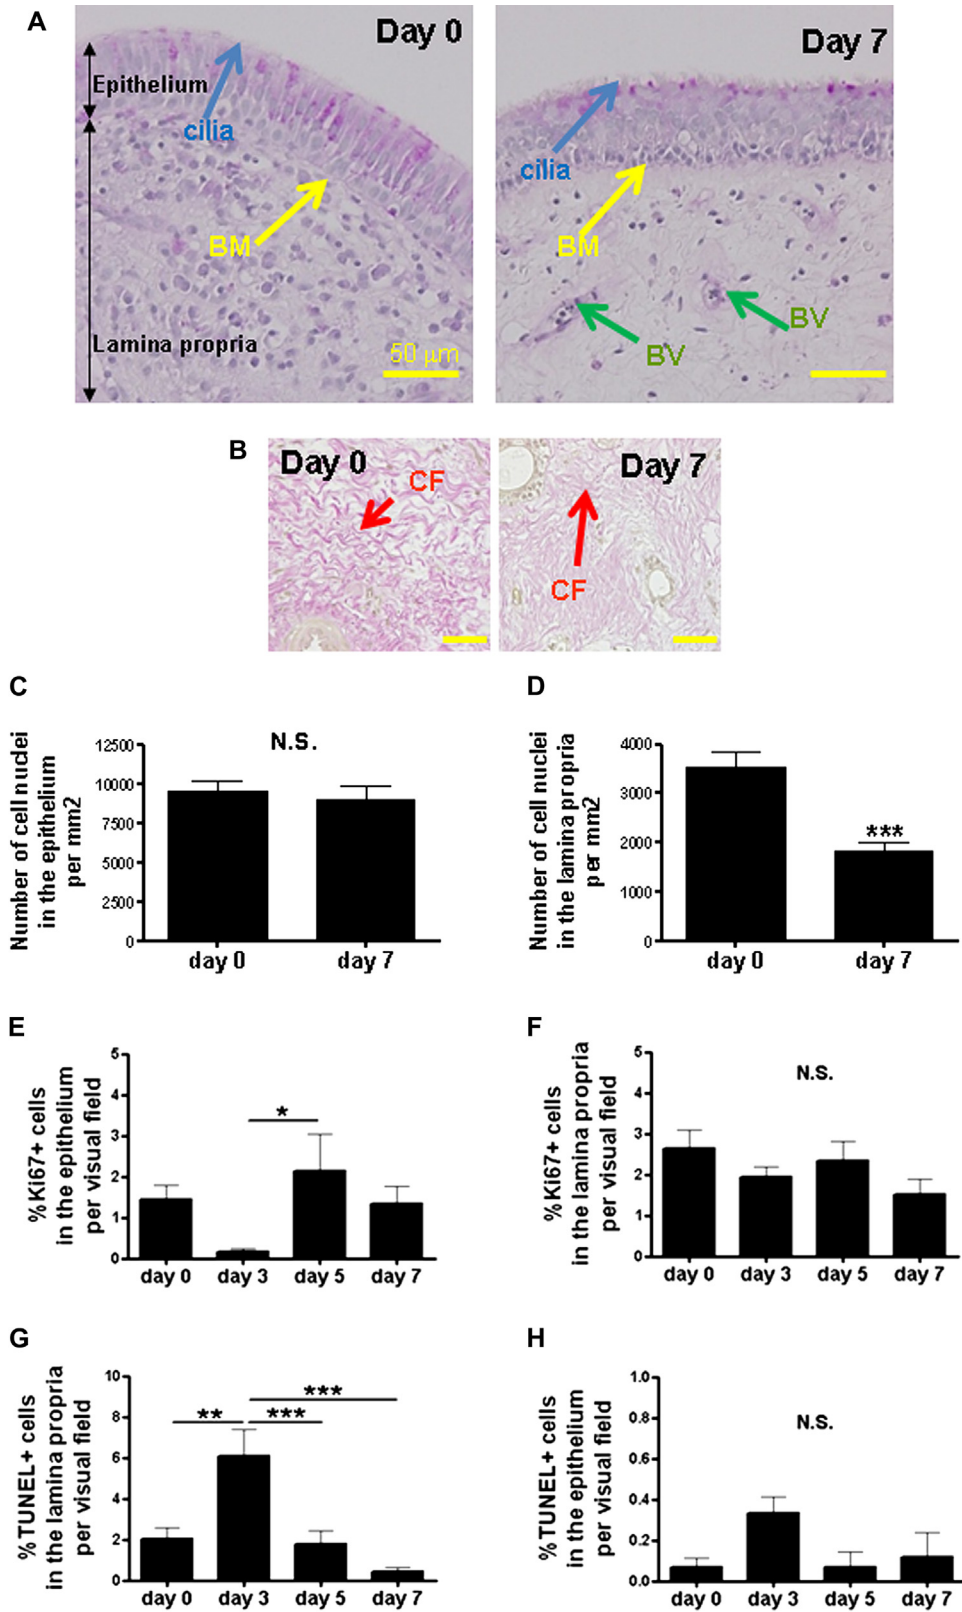 A
Day 0
Epithelium
cilia
BM
Lamina propria
50 μm
Day 7
cilia
BM
BV
BV
B
Day 0
CF
Day 7
CF
C
Number of cell nuclei
in the epithelium
per mm2
12500
10000
7500
5000
2500
0
N.S.
day 0
day 7
D
Number of cell nuclei
in the lamina propria
per mm2
4000
3000
2000
1000
0
***
day 0
day 7
E
%Ki67+ cells
in the epithelium
per visual field
5
4
3
2
1
0
*
day 0
day 3
day 5
day 7
F
%Ki67+ cells
in the lamina propria
per visual field
5
4
3
2
1
0
N.S.
day 0
day 3
day 5
day 7
G
%TUNEL+ cells
in the lamina propria
per visual field
10
8
6
4
2
0
**
***
***
day 0
day 3
day 5
day 7
H
%TUNEL+ cells
in the epithelium
per visual field
1.0
0.8
0.6
0.4
0.2
0.0
N.S.
day 0
day 3
day 5
day 7